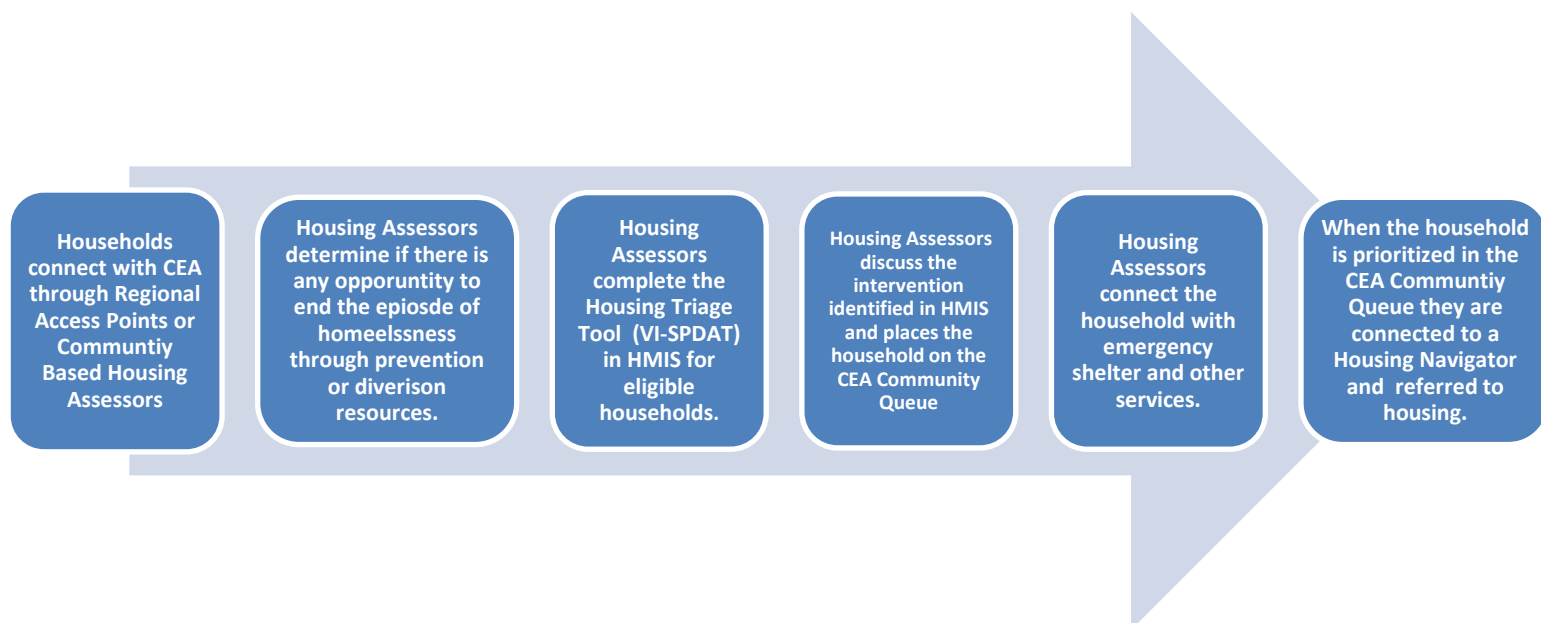 Households
connect with CEA
through Regional
Access Points or
Communtiy
Based Housing
Assessors
Housing Assessors
determine if there is
any opporuntity to
end the epiosde of
homeelssness
through prevention
or diverison
resources.
Housing
Assessors
complete the
Housing Triage
Tool (VI-SPDAT)
in HMIS for
eligible
households.
Housing Assessors
discuss the
intervention
identified in HMIS
and places the
household on the
CEA Community
Queue
Housing
Assessors
connect the
household with
emergency
shelter and other
services.
When the household
is prioritized in the
CEA Communtiy
Queue they are
connected to a
Housing Navigator
and referred to
housing.